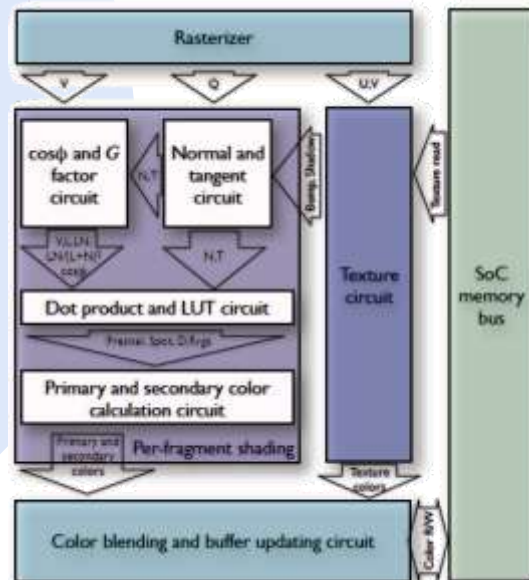 Rasterizer
V
Q
U,V
cosϕ and G
factor
circuit
N,T
Normal and
tangent
circuit
Bump, Shadow
Texture read
N,T
Texture
circuit
SoC
memory
bus
Dot product and LUT circuit
Primary and secondary color
calculation circuit
Primary and
secondary
colors
Per-fragment shading
Texture
colors
Color blending and buffer updating circuit
Color R/W